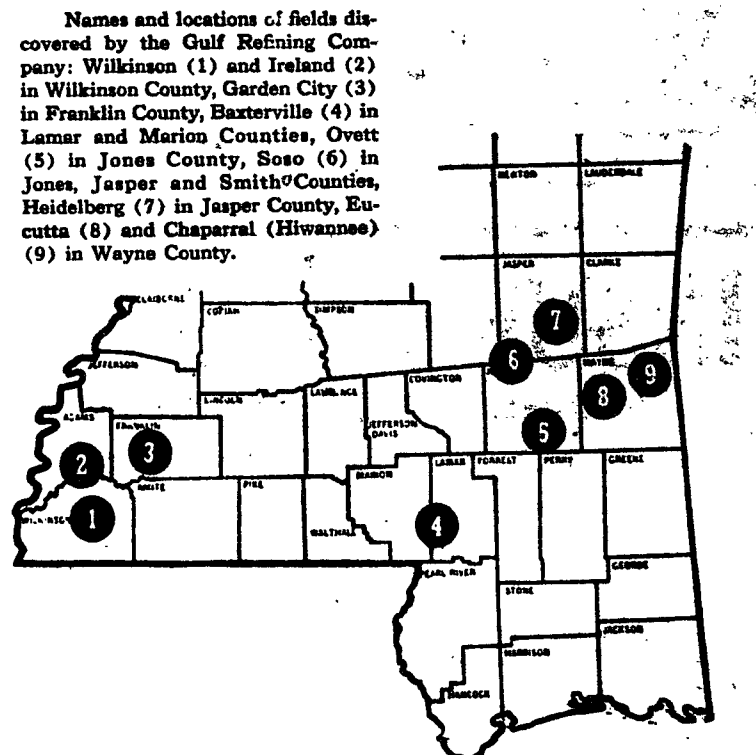 Names and locations of fields dis-
covered by the Gulf Refining Com-
pany: Wilkinson (1) and Ireland (2)
in Wilkinson County, Garden City (3)
in Franklin County, Baxterville (4) in
Lamar and Marion Counties, Ovett
(5) in Jones County, Soso (6) in
Jones, Jasper and Smith Counties,
Heidelberg (7) in Jasper County, Eu-
cutta (8) and Chaparral (Hiwannee)
(9) in Wayne County.
NEWTON LAUDERDALE
JASPER CLARKE
CLAIBORNE COPIAH SIMPSON
7
JEFFERSON
6 WAYNE 9
COVINGTON
LINCOLN LAWRENCE
8
ADAMS FRANKLIN
JEFFERSON
DAVIS
5
3
2
LAMAR FORREST PERRY GREENE
MARION
AMITE PIKE
WILKINSON 1
WALTHALL
4
PEARL RIVER GEORGE
STONE
JACKSON
HARRISON
HANCOCK